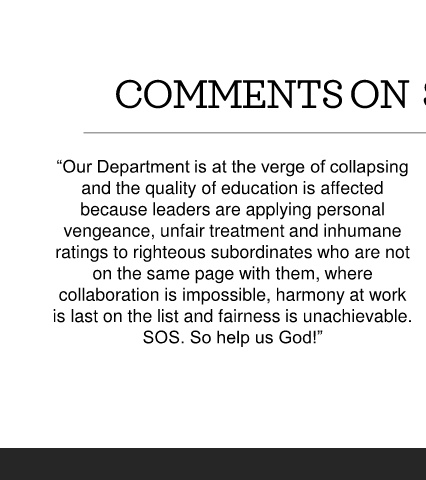 COMMENTS ON
“Our Department is at the verge of collapsing
and the quality of education is affected
because leaders are applying personal
vengeance, unfair treatment and inhumane
ratings to righteous subordinates who are not
on the same page with them, where
collaboration is impossible, harmony at work
is last on the list and fairness is unachievable.
SOS. So help us God!”